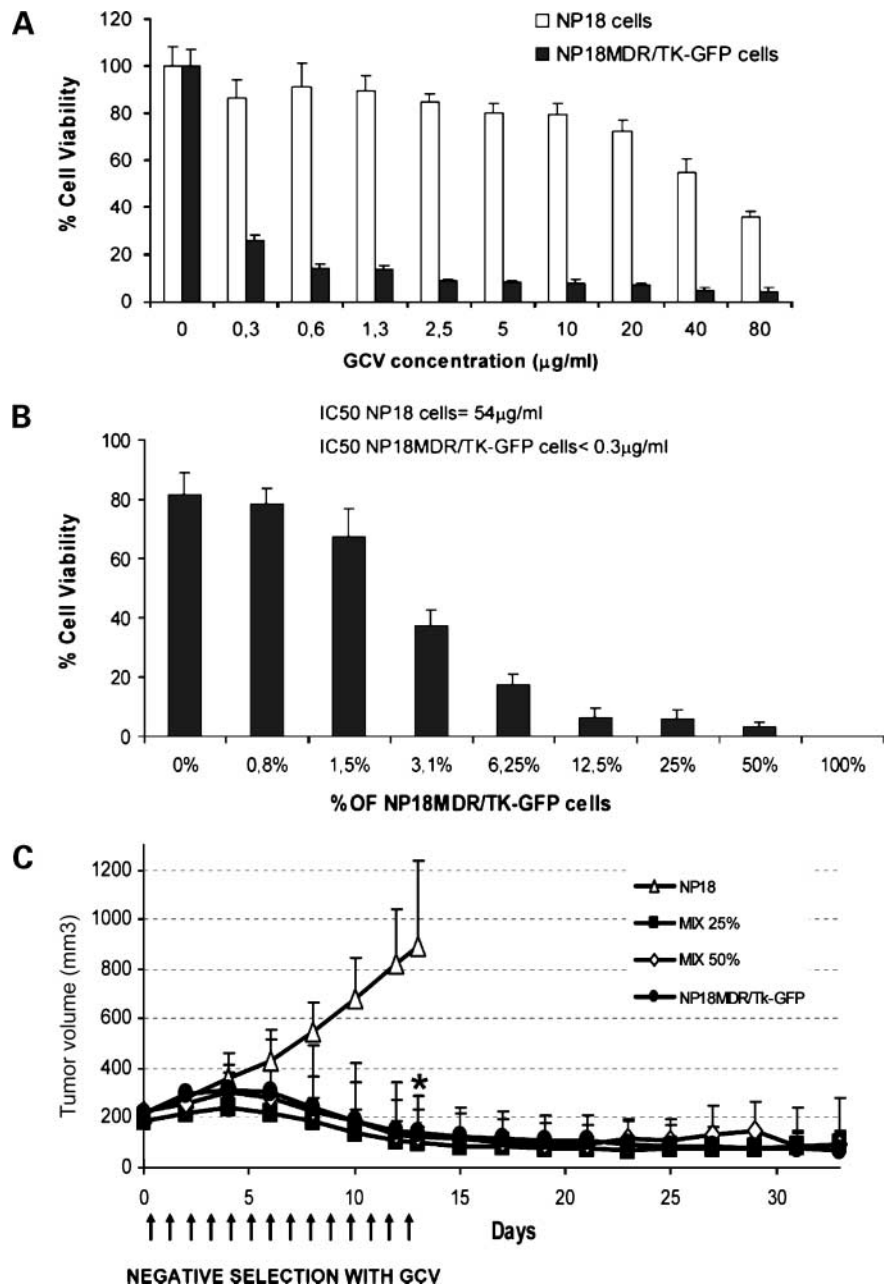 A
NP18 cells
NP18MDR/TK-GFP cells
% Cell Viability
120
100
80
60
40
20
0
0 0,3 0,6 1,3 2,5 5 10 20 40 80
GCV concentration (µg/ml)
B
IC50 NP18 cells= 54µg/ml
IC50 NP18MDR/TK-GFP cells< 0.3µg/ml
% Cell Viability
100
80
60
40
20
0
0% 0,8% 1,5% 3,1% 6,25% 12,5% 25% 50% 100%
% OF NP18MDR/TK-GFP cells
C
Tumor volume (mm3)
1200
1000
800
600
400
200
0
NP18
MIX 25%
MIX 50%
NP18MDR/Tk-GFP
*
0 5 10 15 20 25 30
Days
NEGATIVE SELECTION WITH GCV